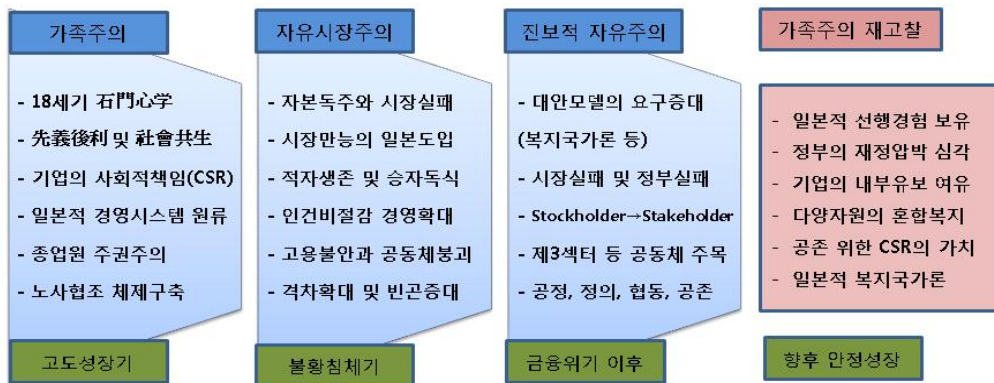 가족주의
- 18세기 石門心学
- 先義後利 및 社會共生
- 기업의 사회적책임(CSR)
- 일본적 경영시스템 원류
- 종업원 주권주의
- 노사협조 체제구축
고도성장기
자유시장주의
- 자본독주와 시장실패
- 시장만능의 일본도입
- 적자생존 및 승자독식
- 인건비절감 경영확대
- 고용불안과 공동체붕괴
- 격차확대 및 빈곤증대
불황침체기
진보적 자유주의
- 대안모델의 요구증대
(복지국가론 등)
- 시장실패 및 정부실패
- Stockholder→Stakeholder
- 제3섹터 등 공동체 주목
- 공정, 정의, 협동, 공존
금융위기 이후
가족주의 재고찰
- 일본적 선행경험 보유
- 정부의 재정압박 심각
- 기업의 내부유보 여유
- 다양자원의 혼합복지
- 공존 위한 CSR의 가치
- 일본적 복지국가론
향후 안정성장